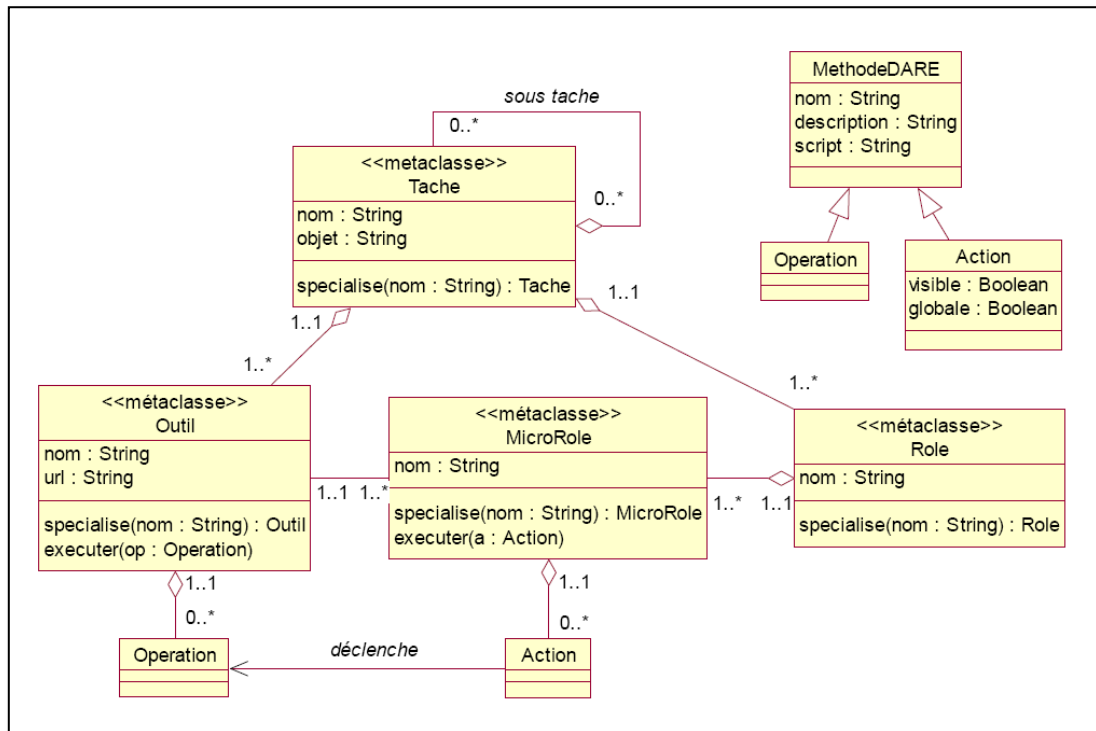 MethodeDARE
nom : String
description : String
script : String
sous tache
0..*
0..*
<<metaclasse>>
Tache
nom : String
objet : String
specialise(nom : String) : Tache
Operation
Action
visible : Boolean
globale : Boolean
1..1
1..1
1..*
1..*
<<métaclasse>>
Outil
nom : String
url : String
specialise(nom : String) : Outil
executer(op : Operation)
1..1
1..*
<<métaclasse>>
MicroRole
nom : String
specialise(nom : String) : MicroRole
executer(a : Action)
1..*
1..1
<<métaclasse>>
Role
nom : String
specialise(nom : String) : Role
1..1
0..*
1..1
0..*
Operation
déclenche
Action